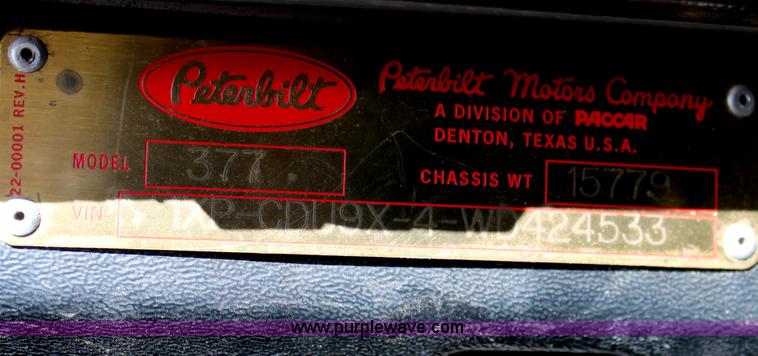 Peterbilt
Peterbilt Motors Company
A DIVISION OF PACCAR
DENTON, TEXAS U.S.A.
22-00001 REV.H
MODEL 377
CHASSIS WT 15779
VIN 1XP-CDU9X-4-WD424533
www.purplewave.com